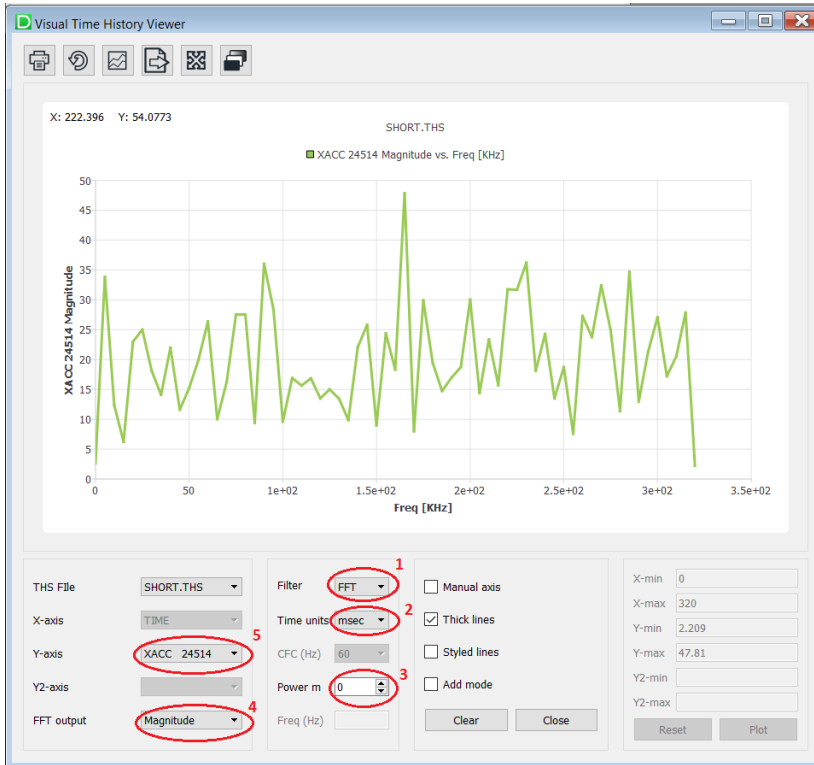 Visual Time History Viewer
X: 222.396 Y: 54.0773
SHORT.THS
XACC 24514 Magnitude vs. Freq [KHz]
XACC 24514 Magnitude
50
45
40
35
30
25
20
15
10
5
0
0 50 1e+02 1.5e+02 2e+02 2.5e+02 3e+02 3.5e+02
Freq [KHz]
THS FIle SHORT.THS
X-axis TIME
Y-axis XACC 24514 5
Y2-axis
FFT output Magnitude 4
Filter FFT 1
Time units msec 2
CFC (Hz) 60
Power m 0 3
Freq (Hz)
Manual axis
Thick lines
Styled lines
Add mode
Clear Close
X-min 0
X-max 320
Y-min 2.209
Y-max 47.81
Y2-min
Y2-max
Reset Plot